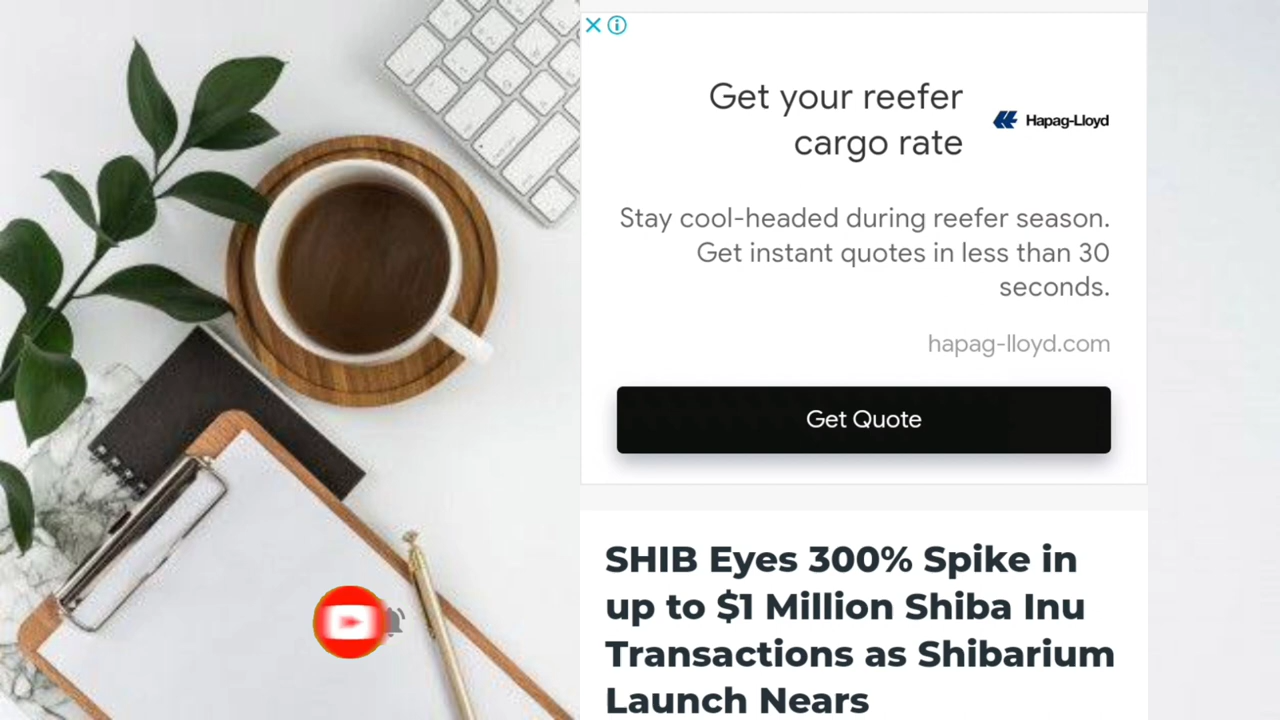 Get your reefer
cargo rate
Hapag-Lloyd
Stay cool-headed during reefer season.
Get instant quotes in less than 30
seconds.
hapag-lloyd.com
Get Quote
SHIB Eyes 300% Spike in
up to $1 Million Shiba Inu
Transactions as Shibarium
Launch Nears